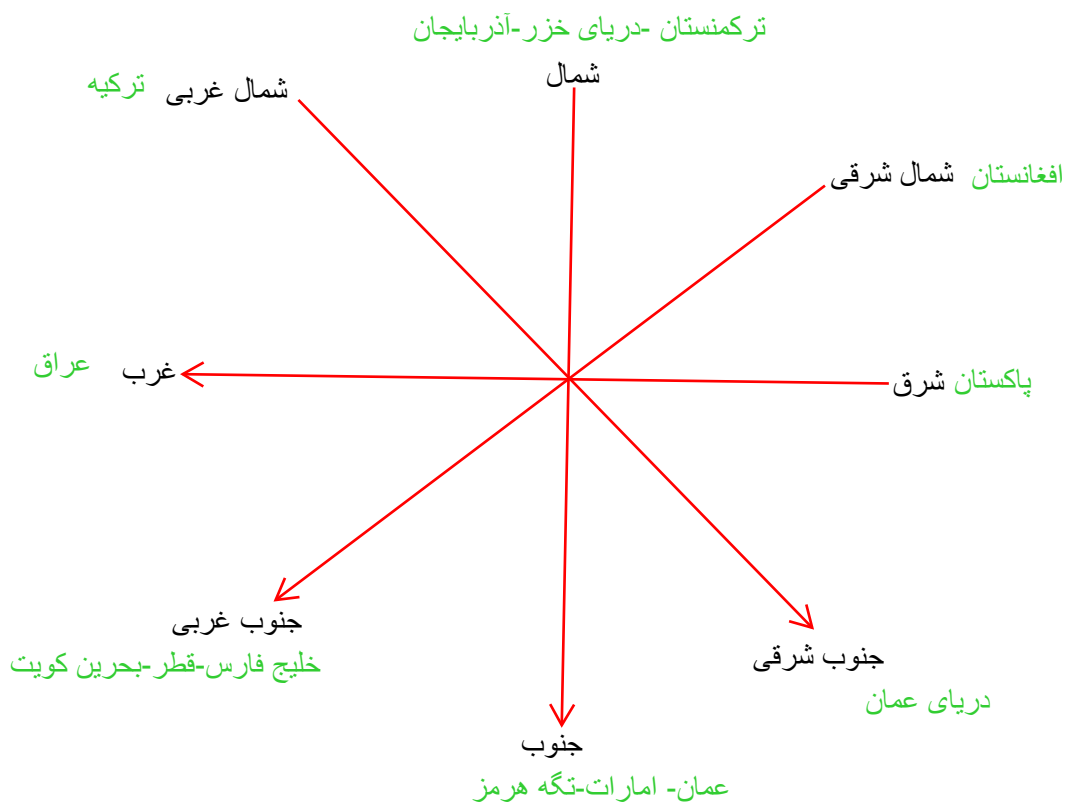 ترکمنستان -دریای خزر-آذربایجان
شمال
شمال غربی
ترکیه
افغانستان
شمال شرقی
غرب
عراق
پاکستان
شرق
جنوب غربی
خلیج فارس-قطر-بحرین کویت
جنوب شرقی
دریای عمان
جنوب
عمان- امارات-تگه هرمز